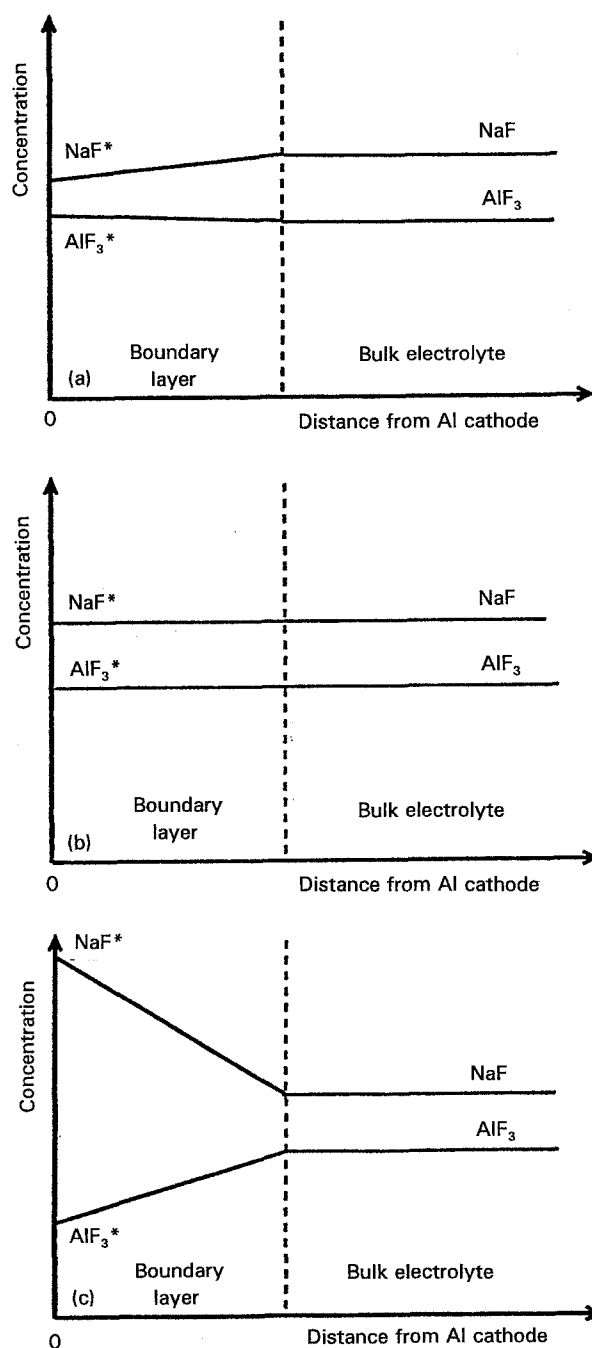 Concentration
NaF*
NaF
AlF₃*
AlF₃
Boundary
layer
Bulk electrolyte
(a)
0
Distance from Al cathode
Concentration
NaF*
NaF
AlF₃*
AlF₃
Boundary
layer
Bulk electrolyte
(b)
0
Distance from Al cathode
Concentration
NaF*
NaF
AlF₃
AlF₃*
Boundary
layer
Bulk electrolyte
(c)
0
Distance from Al cathode